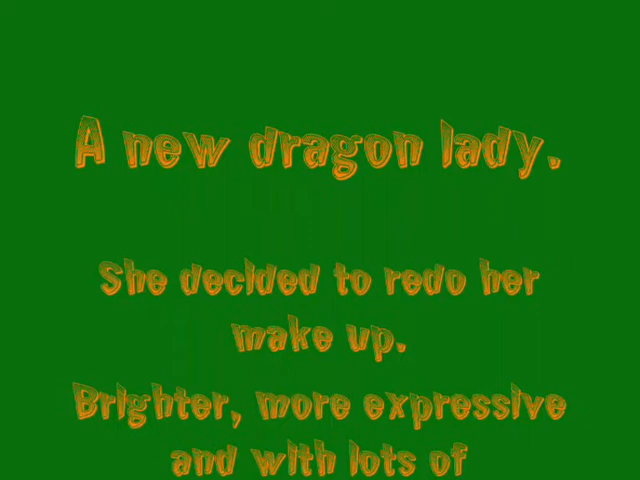 A new dragon lady.
She decided to redo her
make up.
Brighter, more expressive
and with lots of